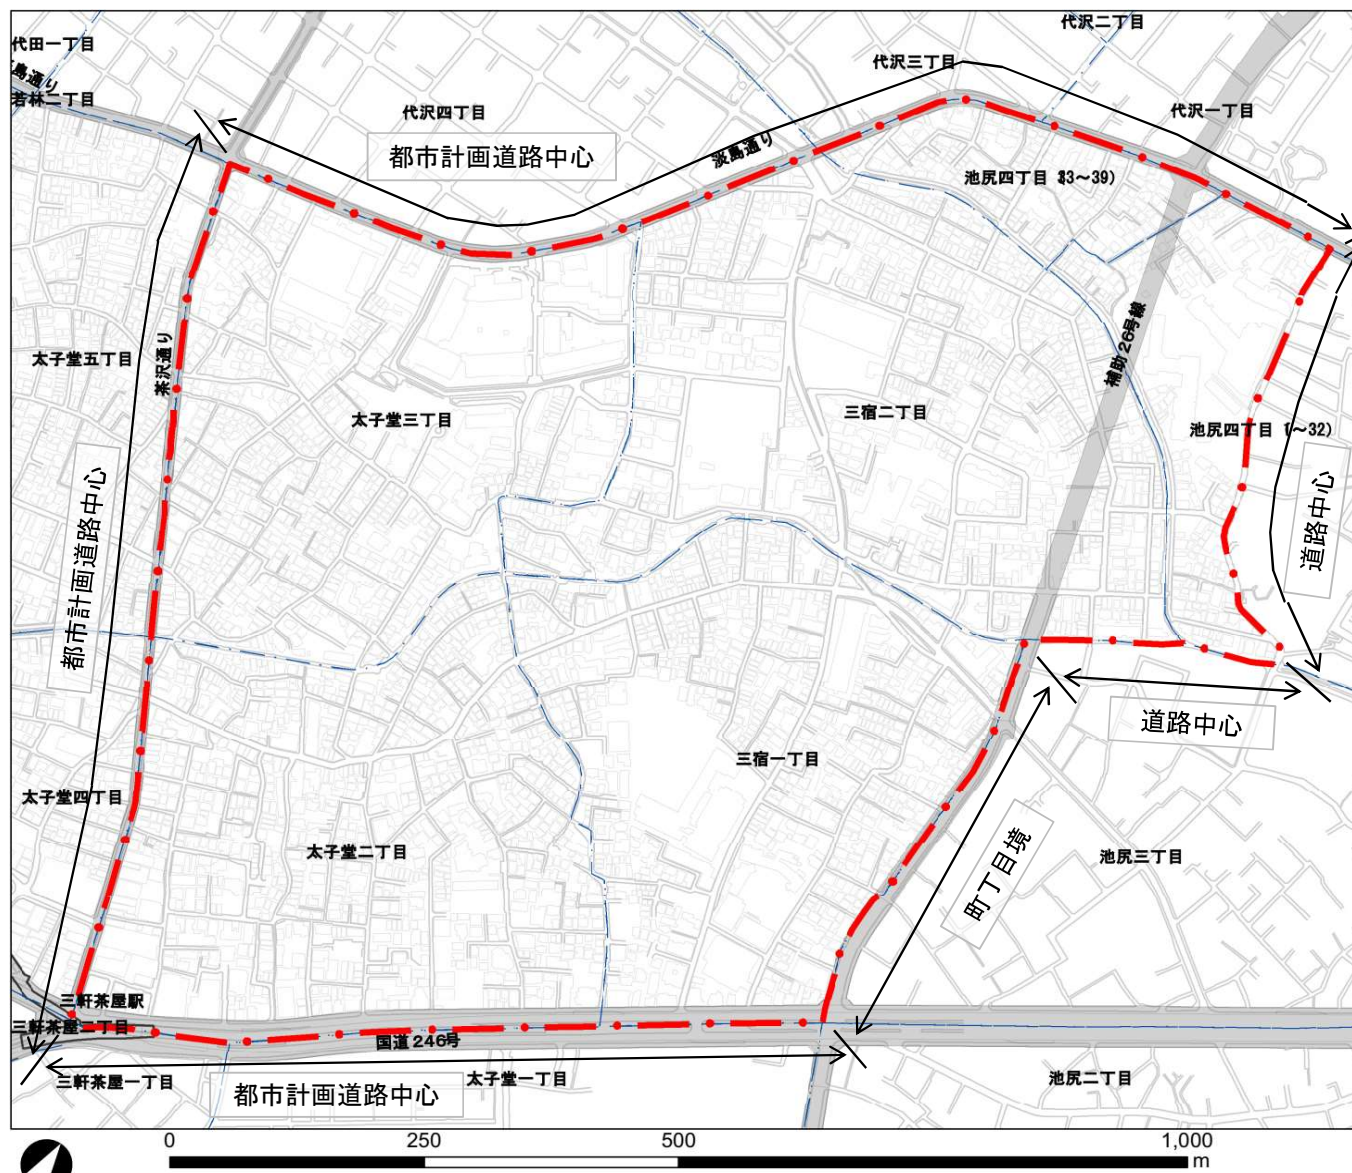 代沢二丁目
代田一丁目
代沢三丁目
淡島通り
若林二丁目
代沢四丁目
代沢一丁目
都市計画道路中心
淡島通り
池尻四丁目（33～39）
補助26号線
茶沢通り
太子堂五丁目
太子堂三丁目
三宿二丁目
池尻四丁目（1～32）
都市計画道路中心
道路中心
道路中心
三宿一丁目
太子堂四丁目
太子堂二丁目
町丁目境
池尻三丁目
三軒茶屋駅
三軒茶屋二丁目
国道246号
三軒茶屋一丁目
太子堂一丁目
池尻二丁目
都市計画道路中心
0 250 500 1,000
m